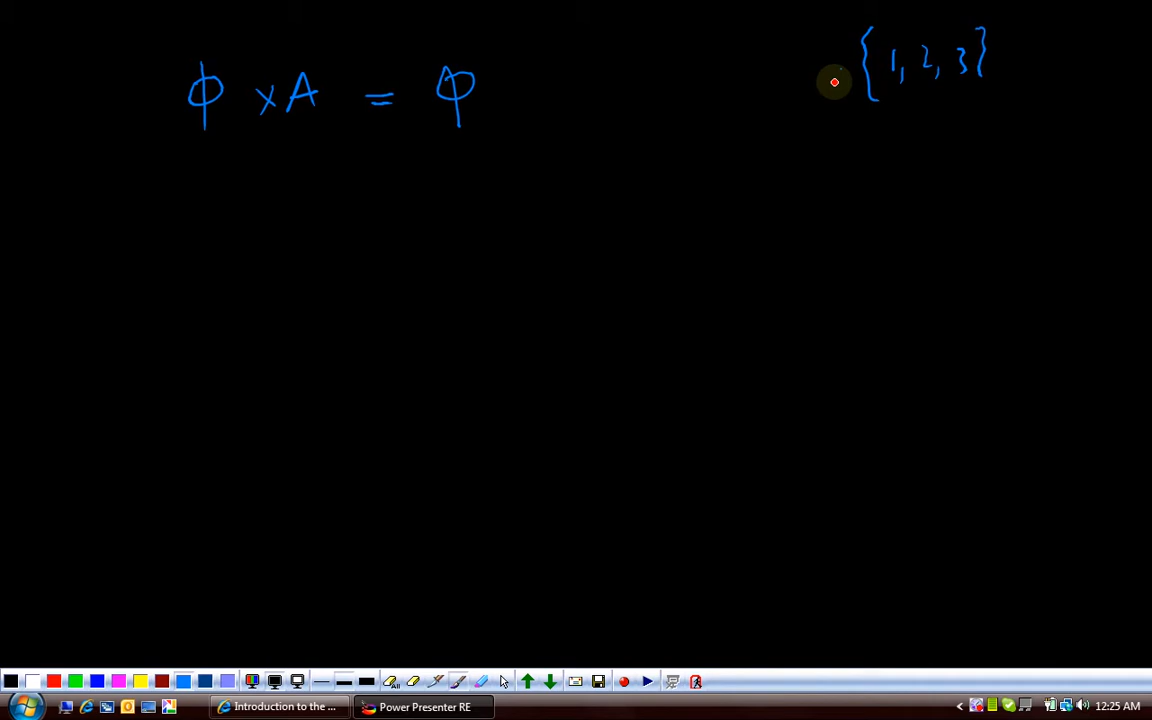 ϕ × A = ϕ
{1, 2, 3}
Introduction to the ...
Power Presenter RE
12:25 AM